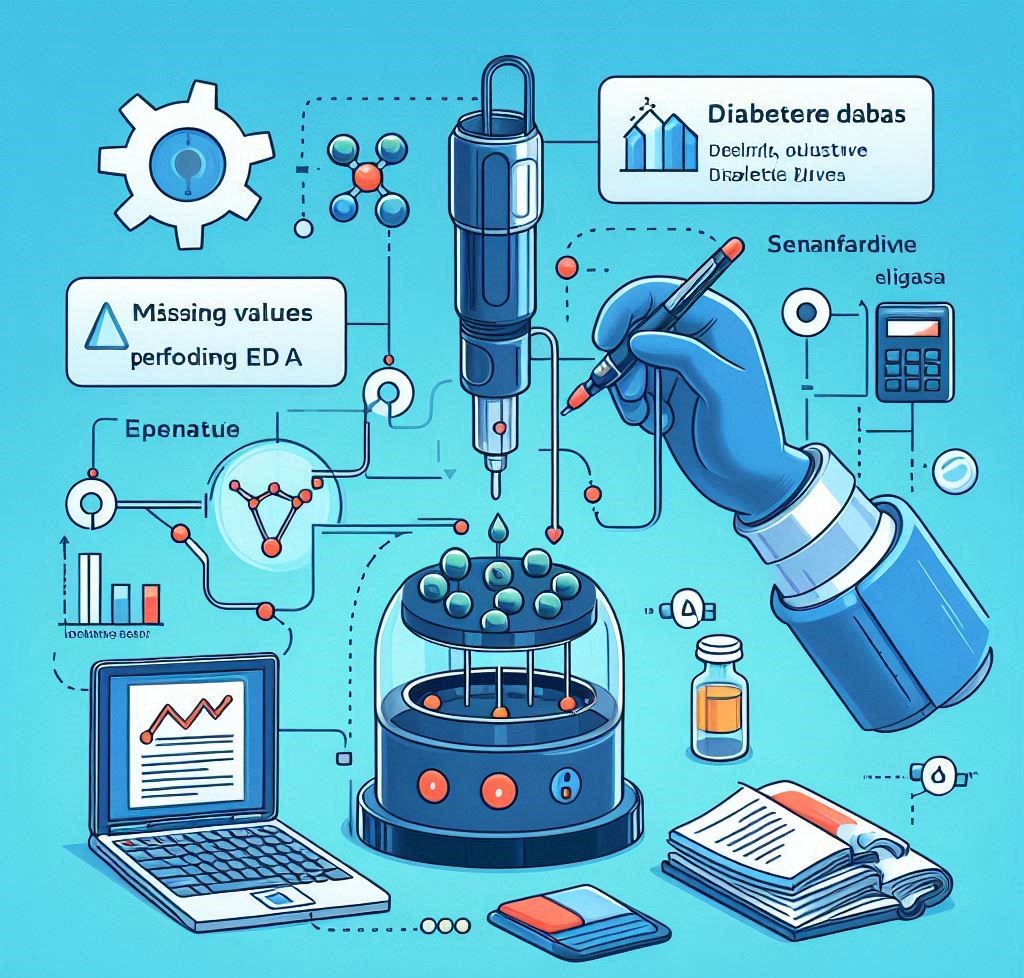 Diabetere dabas
Senanfardive
eligasa
Missing values
perfoding ED A
Epenatue